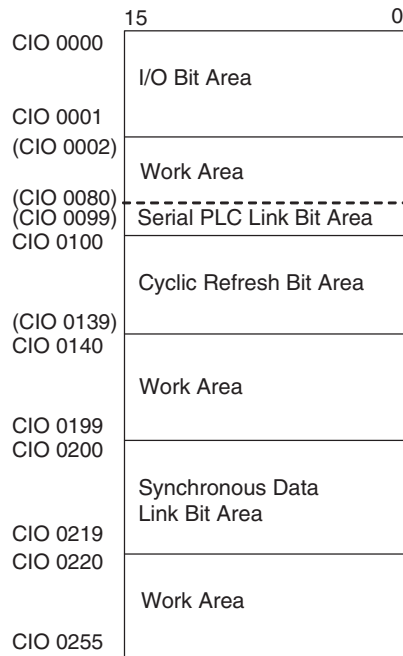 15 0
CIO 0000
I/O Bit Area
CIO 0001
(CIO 0002)
Work Area
(CIO 0080)
(CIO 0099) Serial PLC Link Bit Area
CIO 0100
Cyclic Refresh Bit Area
(CIO 0139)
CIO 0140
Work Area
CIO 0199
CIO 0200
Synchronous Data
Link Bit Area
CIO 0219
CIO 0220
Work Area
CIO 0255